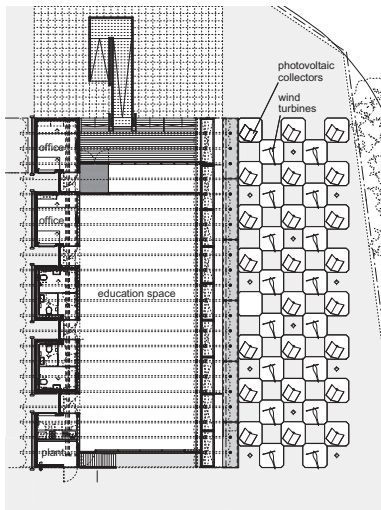 photovoltaic
collectors
wind
turbines
office
office
education space
plant